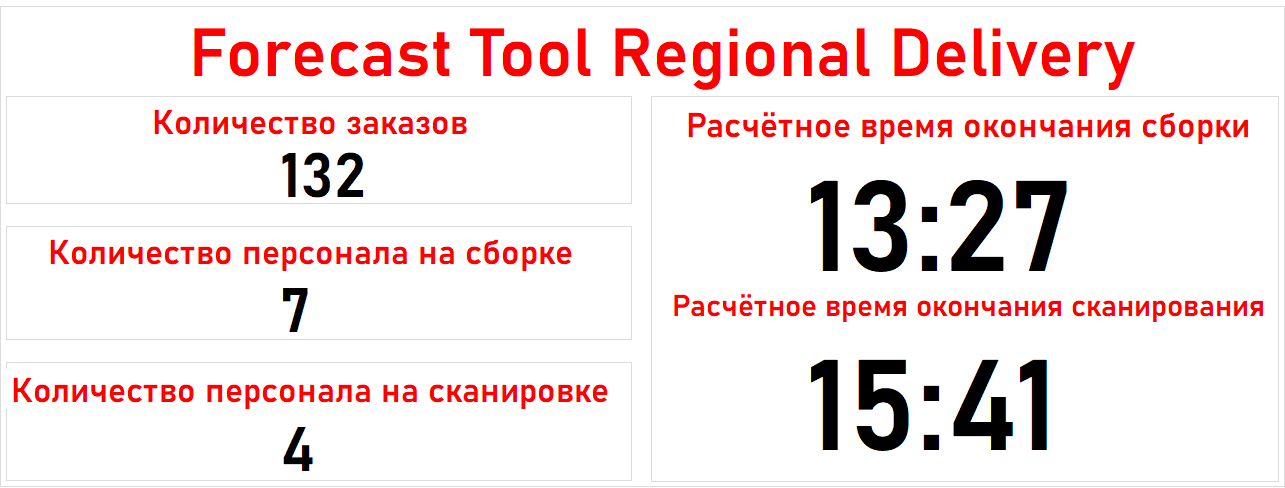 Forecast Tool Regional Delivery
Количество заказов
132
Количество персонала на сборке
7
Количество персонала на сканировке
4
Расчётное время окончания сборки
13:27
Расчётное время окончания сканирования
15:41